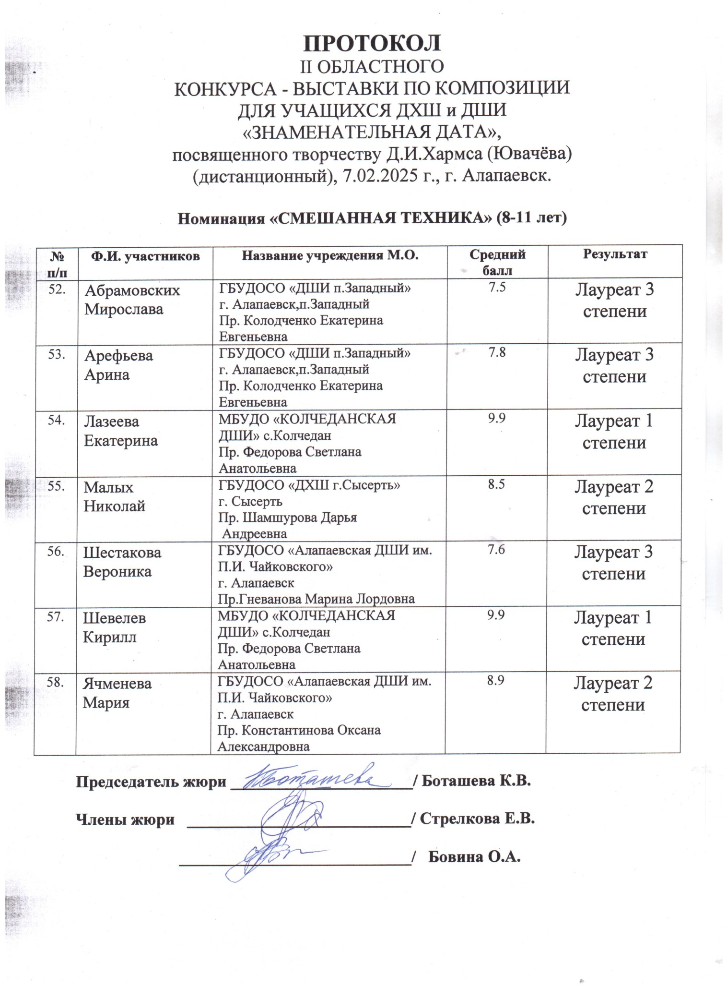 ПРОТОКОЛ
II ОБЛАСТНОГО
КОНКУРСА - ВЫСТАВКИ ПО КОМПОЗИЦИИ
ДЛЯ УЧАЩИХСЯ ДХШ и ДШИ
«ЗНАМЕНАТЕЛЬНАЯ ДАТА»,
посвященного творчеству Д.И.Хармса (Ювачёва)
(дистанционный), 7.02.2025 г., г. Алапаевск.
Номинация «СМЕШАННАЯ ТЕХНИКА» (8-11 лет)
№ Ф.И. участников Название учреждения М.О. Средний Результат
п/п балл
52. Абрамовских ГБУДОСО «ДШИ п.Западный» 7.5 Лауреат 3
Мирослава г. Алапаевск,п.Западный степени
Пр. Колодченко Екатерина
Евгеньевна
53. Арефьева ГБУДОСО «ДШИ п.Западный» 7.8 Лауреат 3
Арина г. Алапаевск,п.Западный степени
Пр. Колодченко Екатерина
Евгеньевна
54. Лазеева МБУДО «КОЛЧЕДАНСКАЯ 9.9 Лауреат 1
Екатерина ДШИ» с.Колчедан степени
Пр. Федорова Светлана
Анатольевна
55. Малых ГБУДОСО «ДХШ г.Сысерть» 8.5 Лауреат 2
Николай г. Сысерть степени
Пр. Шамшурова Дарья
Андреевна
56. Шестакова ГБУДОСО «Алапаевская ДШИ им. 7.6 Лауреат 3
Вероника П.И. Чайковского» степени
г. Алапаевск
Пр.Гневанова Марина Лордовна
57. Шевелев МБУДО «КОЛЧЕДАНСКАЯ 9.9 Лауреат 1
Кирилл ДШИ» с.Колчедан степени
Пр. Федорова Светлана
Анатольевна
58. Ячменева ГБУДОСО «Алапаевская ДШИ им. 8.9 Лауреат 2
Мария П.И. Чайковского» степени
г. Алапаевск
Пр. Константинова Оксана
Александровна
Председатель жюри / Боташева К.В.
Члены жюри / Стрелкова Е.В.
/ Бовина О.А.